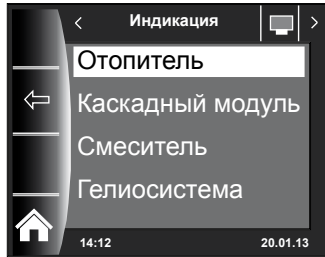 Индикация
Отопитель
Каскадный модуль
Смеситель
Гелиосистема
14:12 20.01.13